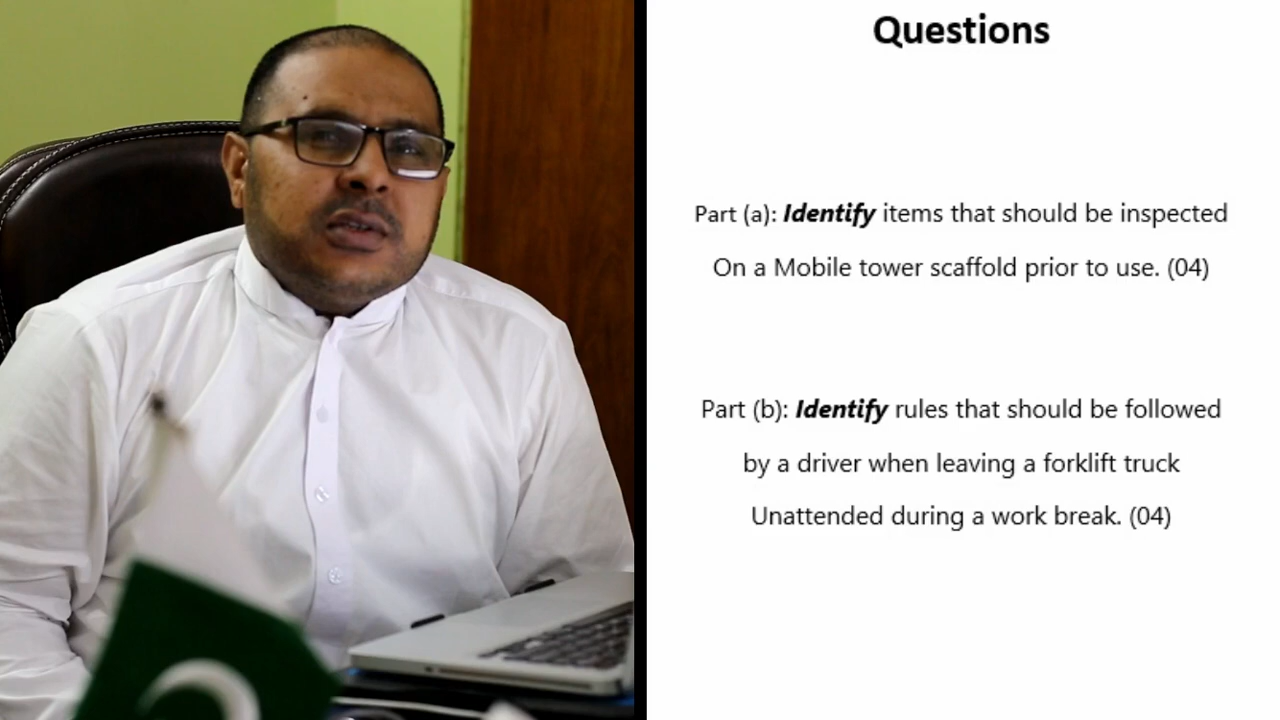 Questions
Part (a): Identify items that should be inspected
On a Mobile tower scaffold prior to use. (04)
Part (b): Identify rules that should be followed
by a driver when leaving a forklift truck
Unattended during a work break. (04)